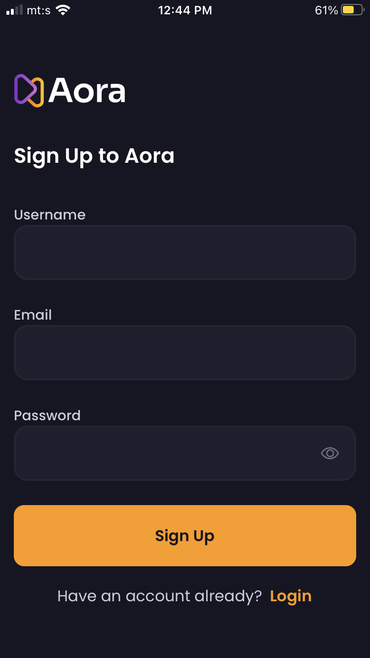 mt:s 12:44 PM 61%
Aora
Sign Up to Aora
Username
Email
Password
Sign Up
Have an account already? Login